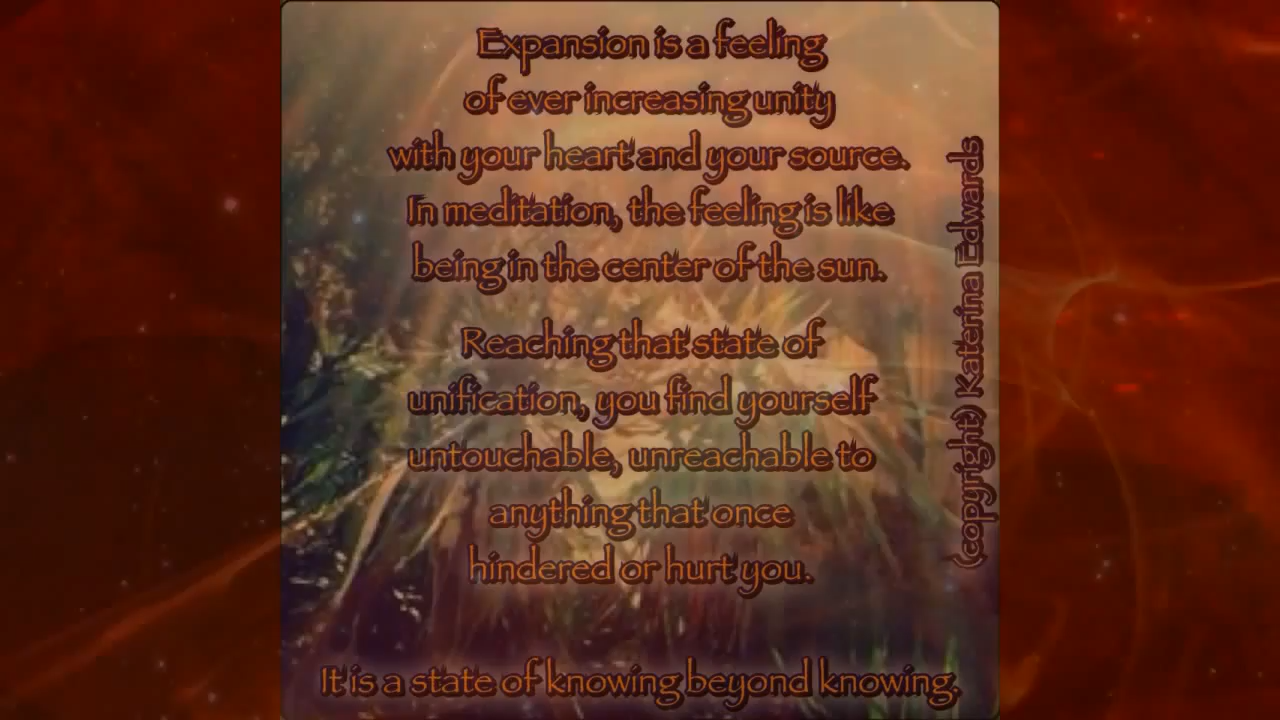 Expansion is a feeling
of ever increasing unity
with your heart and your source.
In meditation, the feeling is like
being in the center of the sun.
Reaching that state of
unification, you find yourself
untouchable, unreachable to
anything that once
hindered or hurt you.
It is a state of knowing beyond knowing.
(copyright) Katerina Edwards